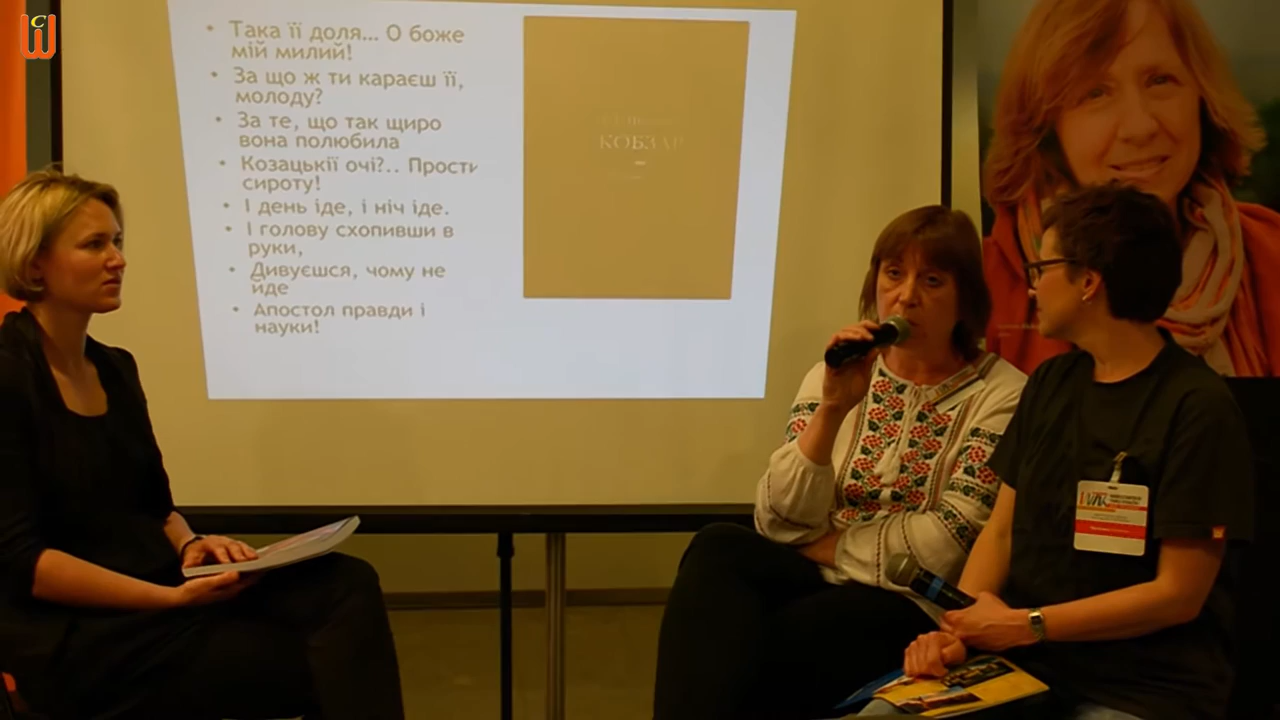 • Така її доля... О боже
мій милий!
• За що ж ти караєш її,
молоду?
• За те, що так щиро
вона полюбила
• Козацькії очі?.. Прости
сироту!
• І день іде, і ніч іде.
• І голову схопивши в
руки,
• Дивуєшся, чому не
йде
• Апостол правди і
науки!
КОБЗАР